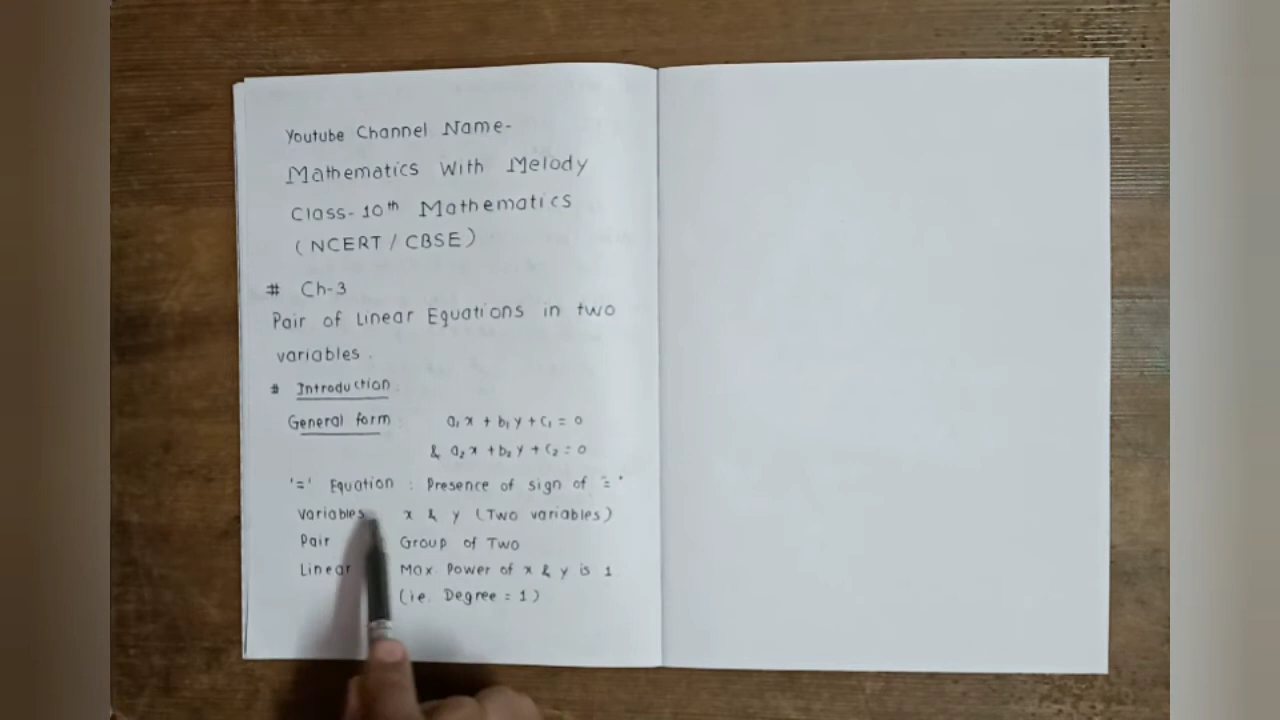 Youtube Channel Name-
Mathematics With Melody
Class-10th Mathematics
(NCERT / CBSE)
# Ch-3
Pair of Linear Equations in two
variables.
# Introduction
General form : a₁x + b₁y + c₁ = 0
& a₂x + b₂y + c₂ = 0
'=' Equation : Presence of sign of "="
Variables x & y (Two variables)
Pair Group of Two
Linear Max. Power of x & y is 1
(ie. Degree = 1)